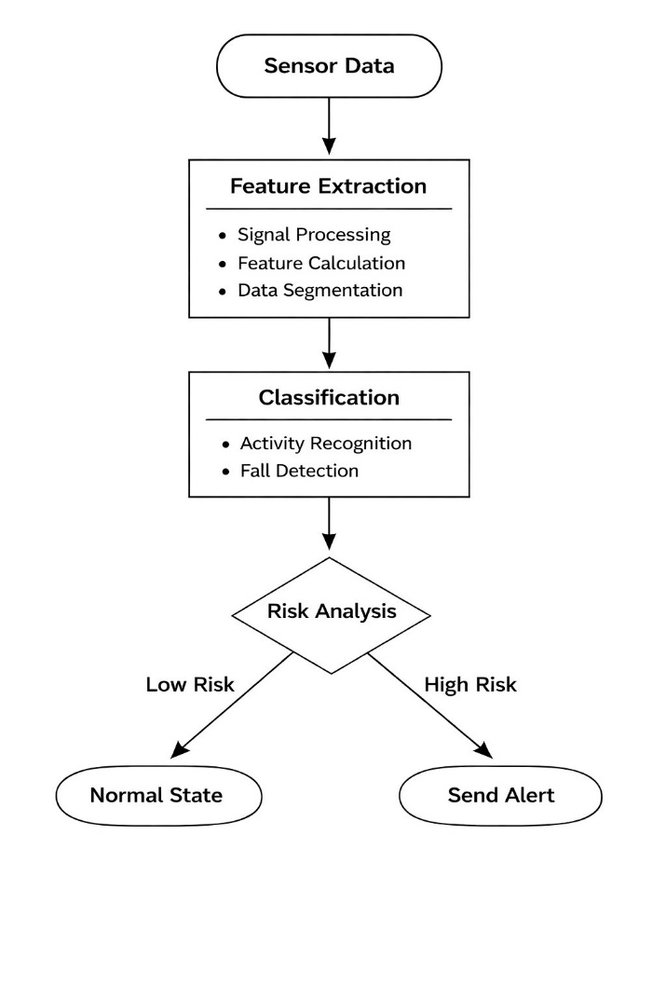 Sensor Data
Feature Extraction
• Signal Processing
• Feature Calculation
• Data Segmentation
Classification
• Activity Recognition
• Fall Detection
Risk Analysis
Low Risk
High Risk
Normal State
Send Alert